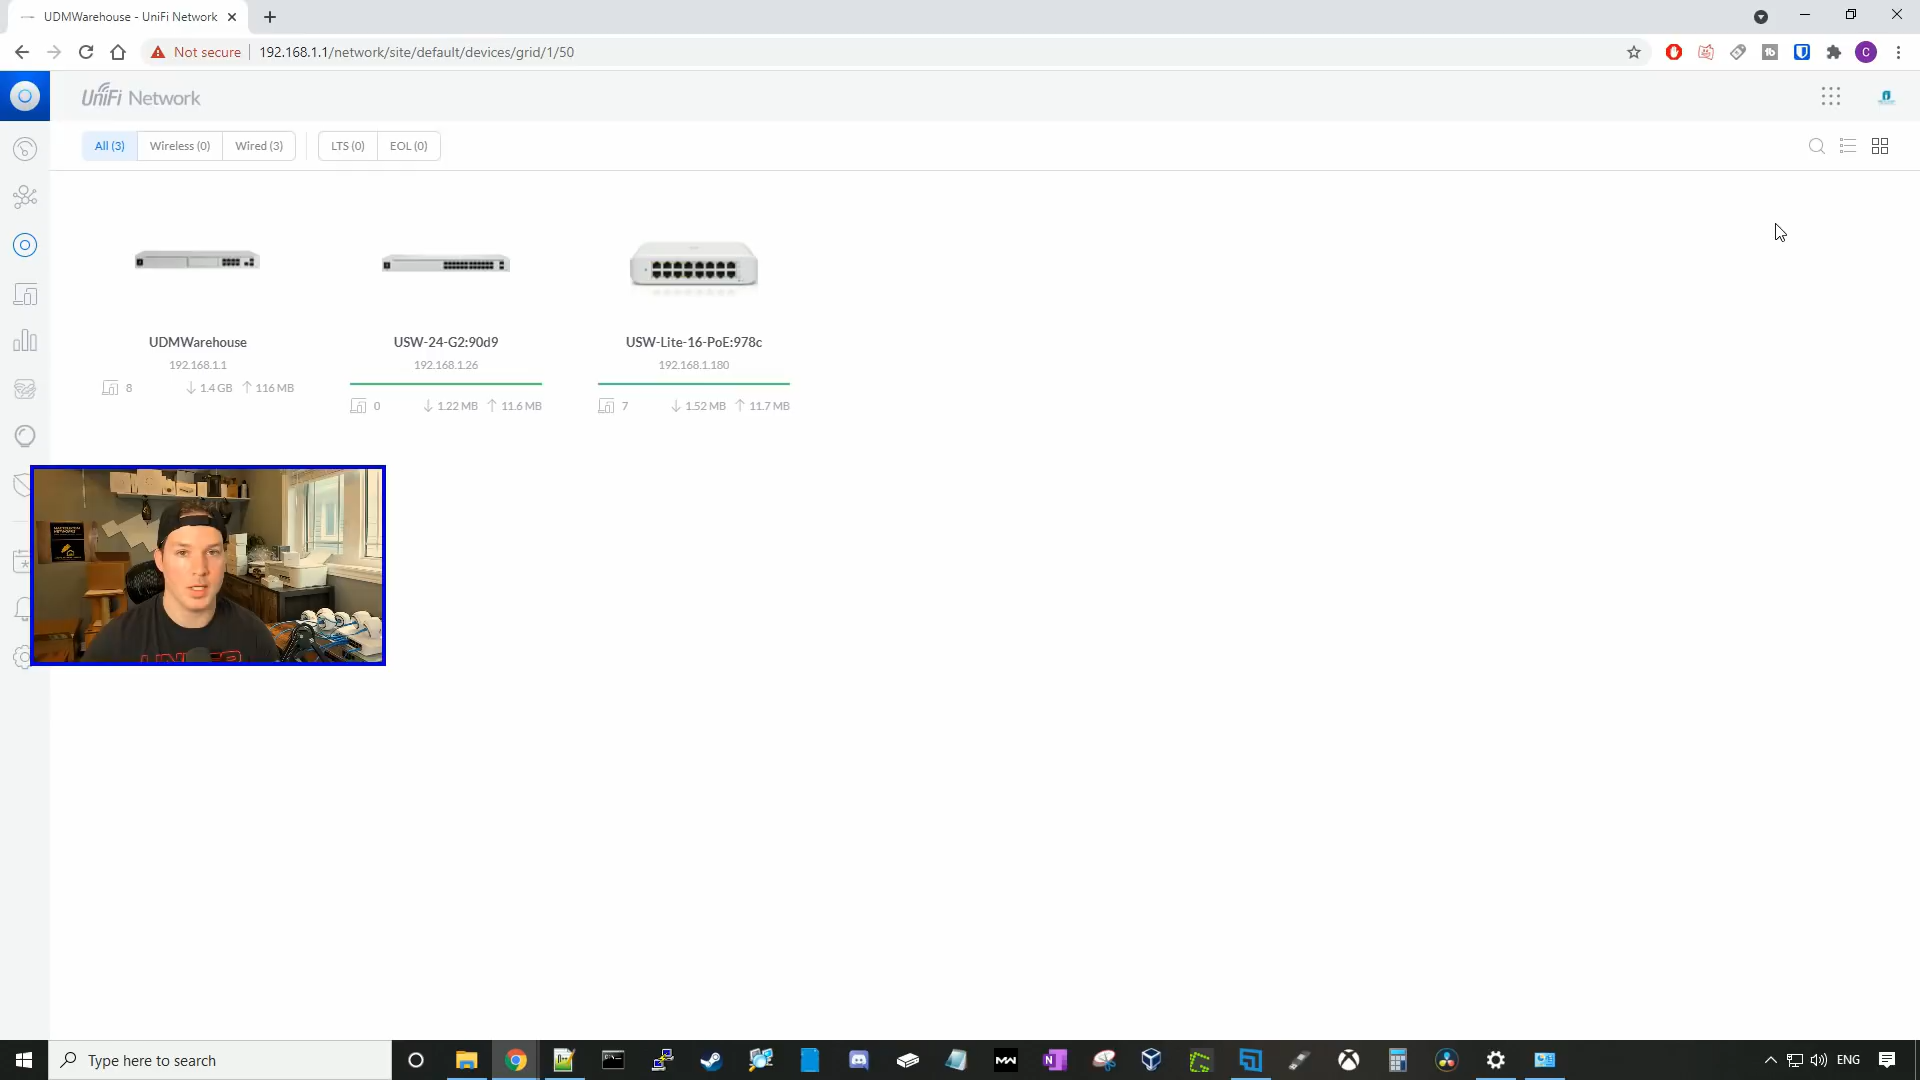 UDMWarehouse - UniFi Network
Not secure
192.168.1.1/network/site/default/devices/grid/1/50
C
UniFi Network
All (3)
Wireless (0)
Wired (3)
LTS (0)
EOL (0)
UDMWarehouse
192.168.1.1
8
1.4 GB
116 MB
USW-24-G2:90d9
192.168.1.26
0
1.22 MB
11.6 MB
USW-Lite-16-PoE:978c
192.168.1.180
7
1.52 MB
11.7 MB
UNDER
Type here to search
MW
N
ENG